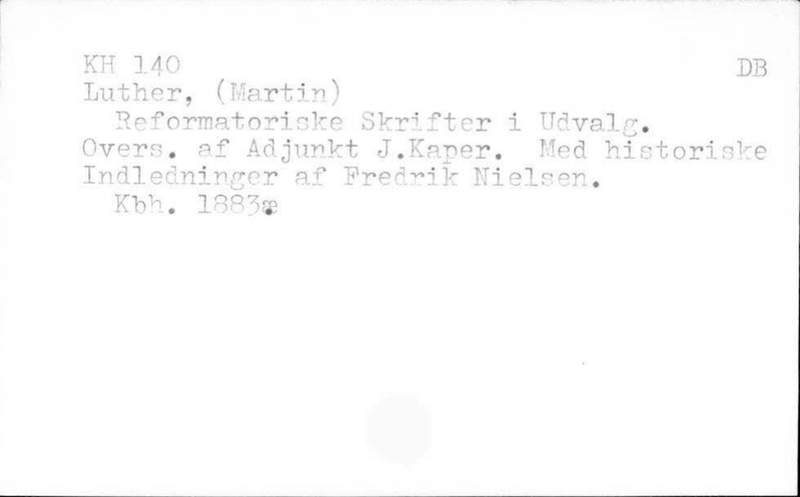 KH 140 DB
Luther, (Martin)
Reformatoriske Skrifter i Udvalg.
Overs. af Adjunkt J.Kaper. Med historiske
Indledninger af Fredrik Nielsen.
Kbh. 1883.